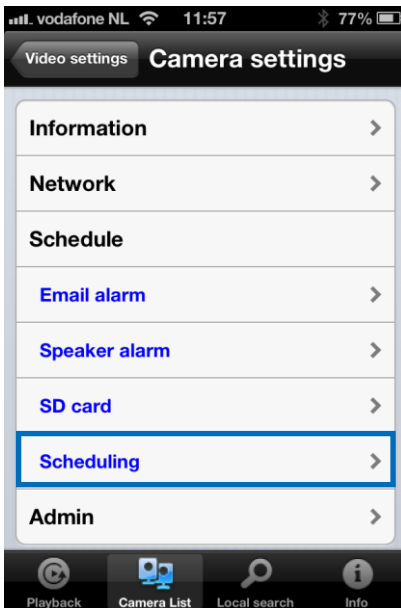 vodafone NL 11:57 77%
Video settings Camera settings
Information
Network
Schedule
Email alarm
Speaker alarm
SD card
Scheduling
Admin
Playback Camera List Local search Info